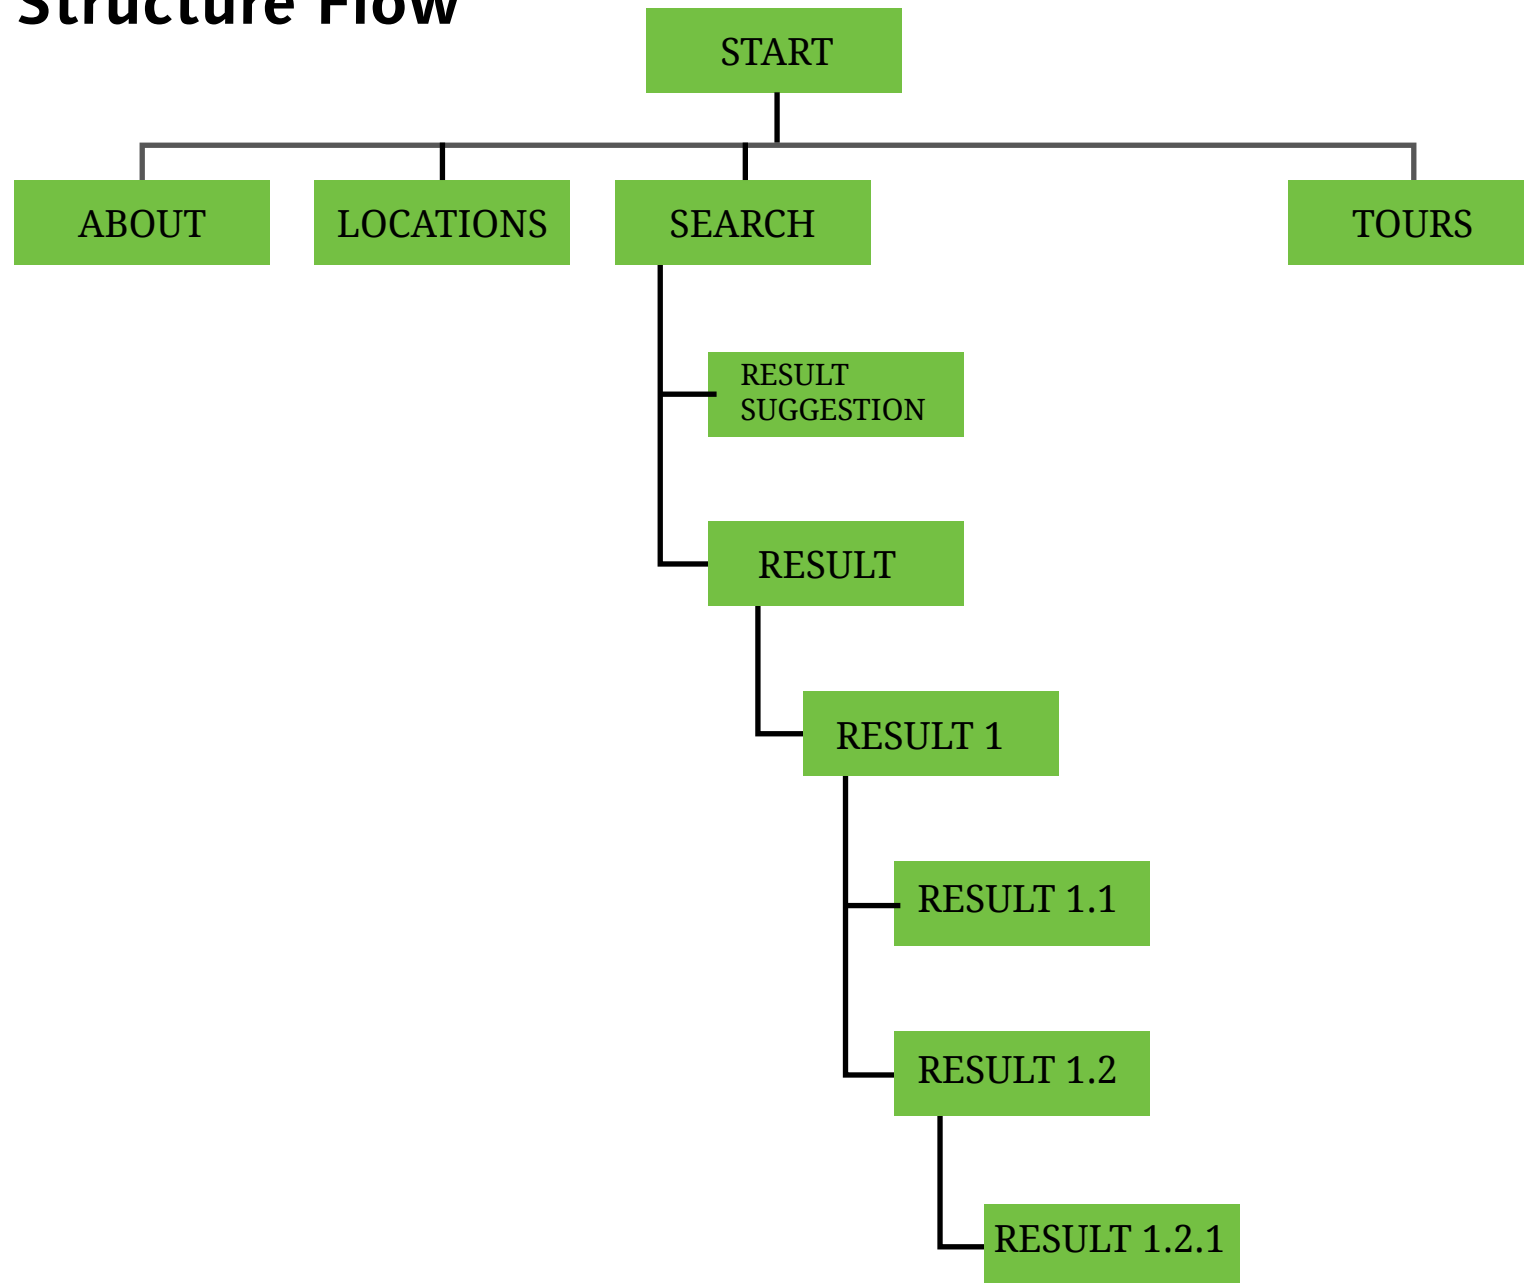 Structure Flow
START
ABOUT
LOCATIONS
SEARCH
TOURS
RESULT
SUGGESTION
RESULT
RESULT 1
RESULT 1.1
RESULT 1.2
RESULT 1.2.1